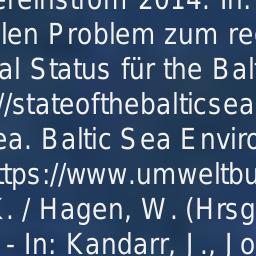 ereinstrom 2014. In:
len Problem zum re
al Status für the Balt
//stateofthebalticsea
ea. Baltic Sea Enviro
ttps://www.umweltbu
K. / Hagen, W. (Hrsg
- In: Kandarr, J., Jo